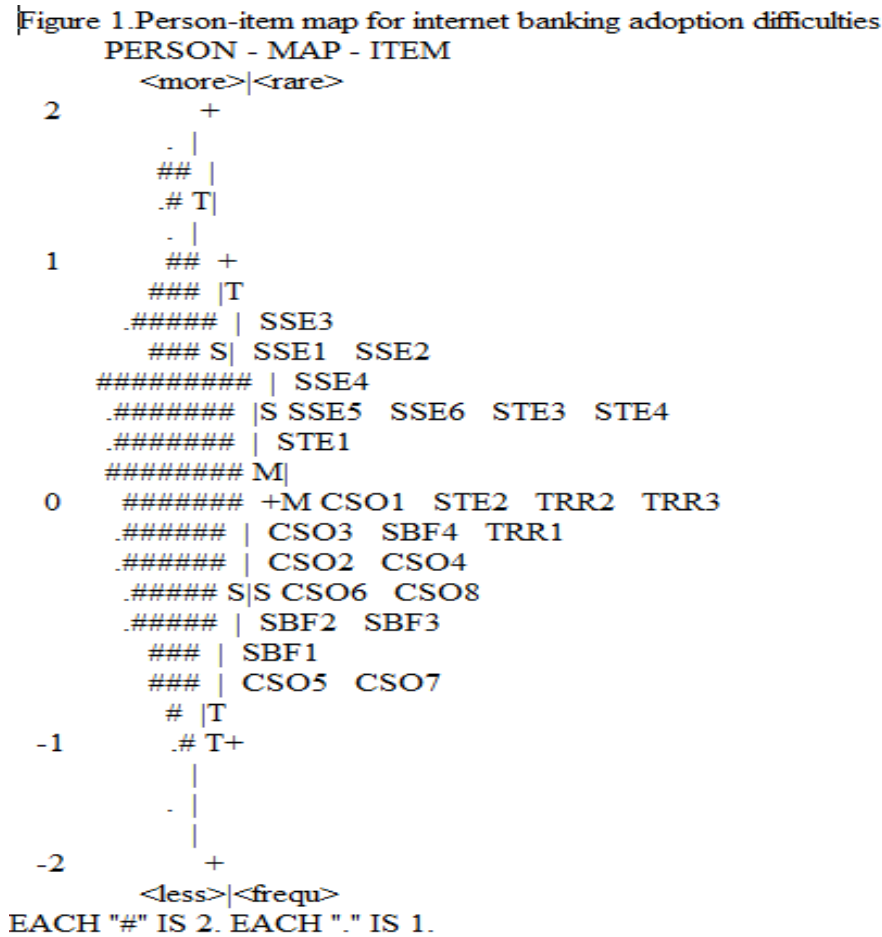 Figure 1.Person-item map for internet banking adoption difficulties
PERSON - MAP - ITEM
<more>|<rare>
2 +
. |
## |
.# T|
. |
1 ## +
### |T
.##### | SSE3
### S| SSE1 SSE2
######### | SSE4
.####### |S SSE5 SSE6 STE3 STE4
.####### | STE1
######## M|
0 ####### +M CSO1 STE2 TRR2 TRR3
.###### | CSO3 SBF4 TRR1
.###### | CSO2 CSO4
.##### S|S CSO6 CSO8
.##### | SBF2 SBF3
### | SBF1
### | CSO5 CSO7
# |T
-1 .# T+
|
. |
|
-2 +
<less>|<frequ>
EACH "#" IS 2. EACH "." IS 1.